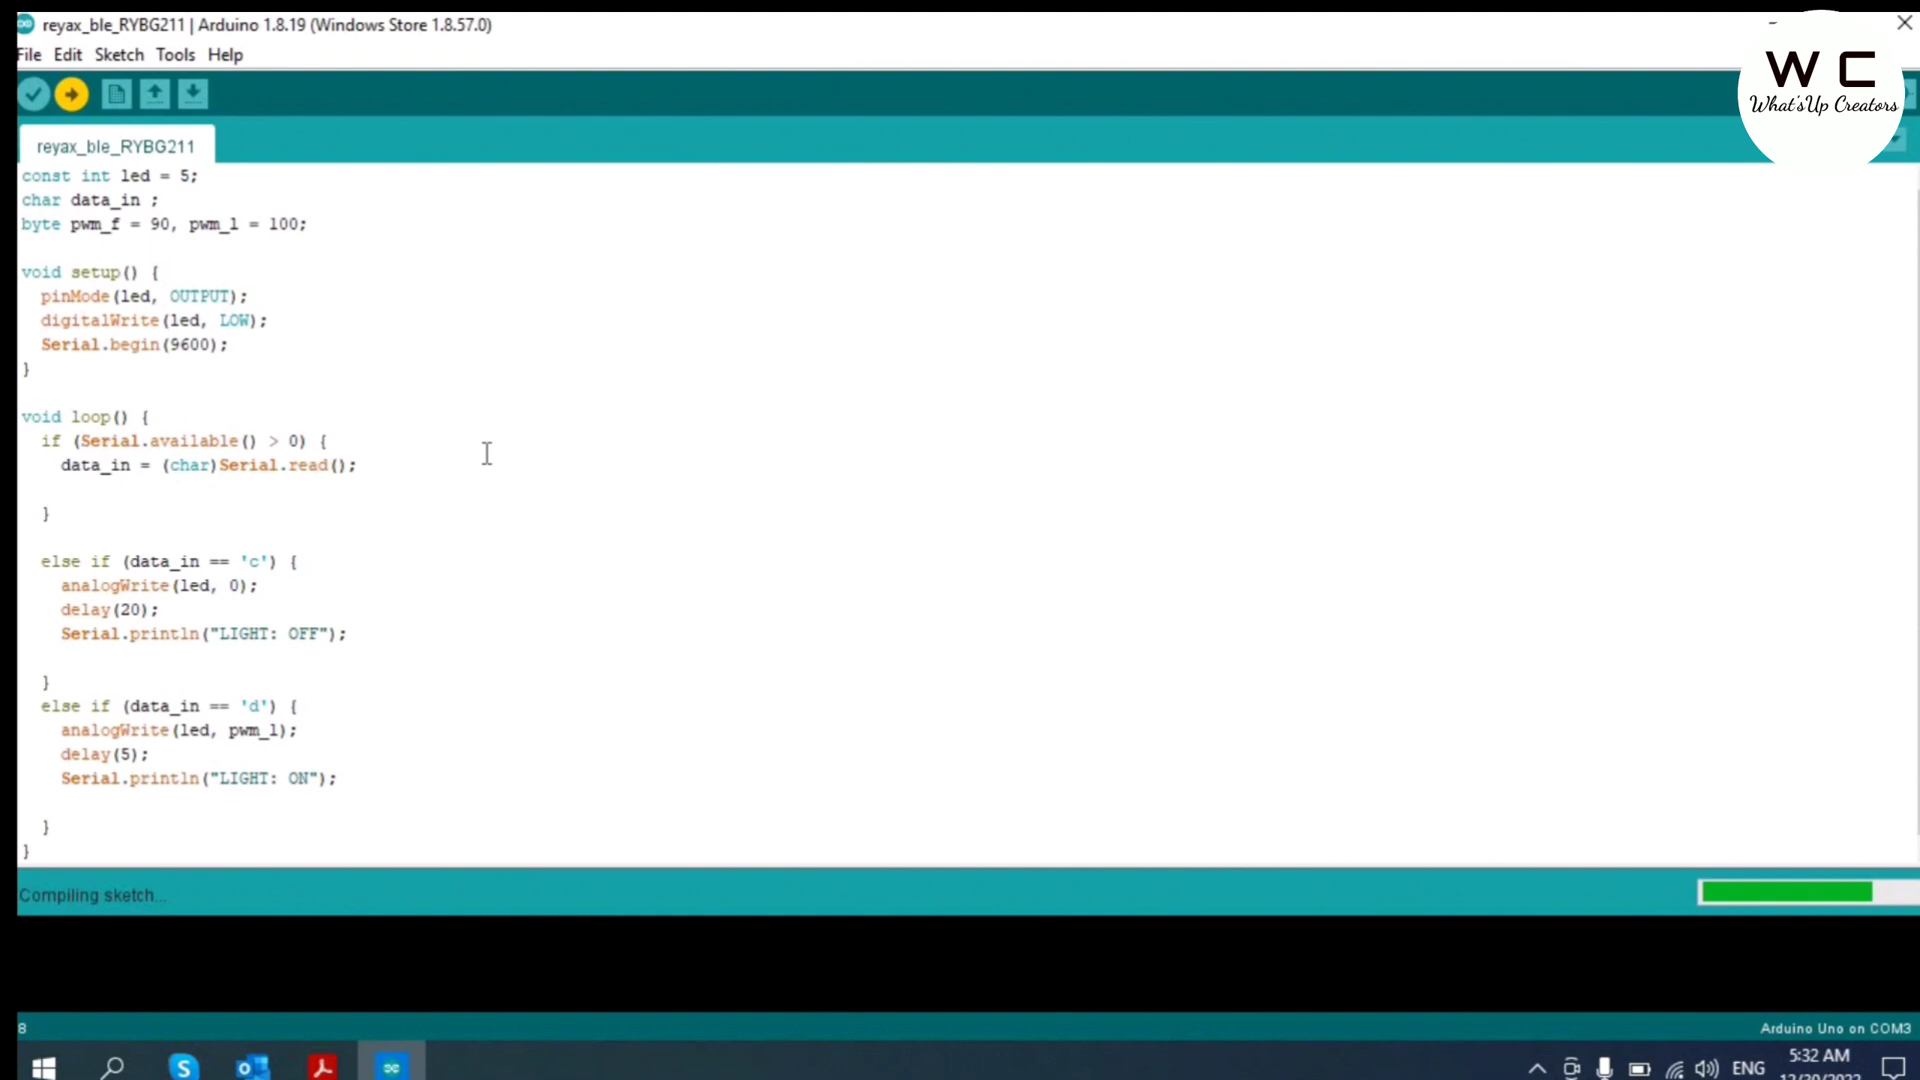 reyax_ble_RYBG211 | Arduino 1.8.19 (Windows Store 1.8.57.0)
File Edit Sketch Tools Help
W C
What'sUp Creators
reyax_ble_RYBG211
const int led = 5;
char data_in ;
byte pwm_f = 90, pwm_l = 100;
void setup() {
pinMode(led, OUTPUT);
digitalWrite(led, LOW);
Serial.begin(9600);
}
void loop() {
if (Serial.available() > 0) {
data_in = (char)Serial.read();
}
else if (data_in == 'c') {
analogWrite(led, 0);
delay(20);
Serial.println("LIGHT: OFF");
}
else if (data_in == 'd') {
analogWrite(led, pwm_l);
delay(5);
Serial.println("LIGHT: ON");
}
}
Compiling sketch...
8
Arduino Uno on COM3
ENG
5:32 AM